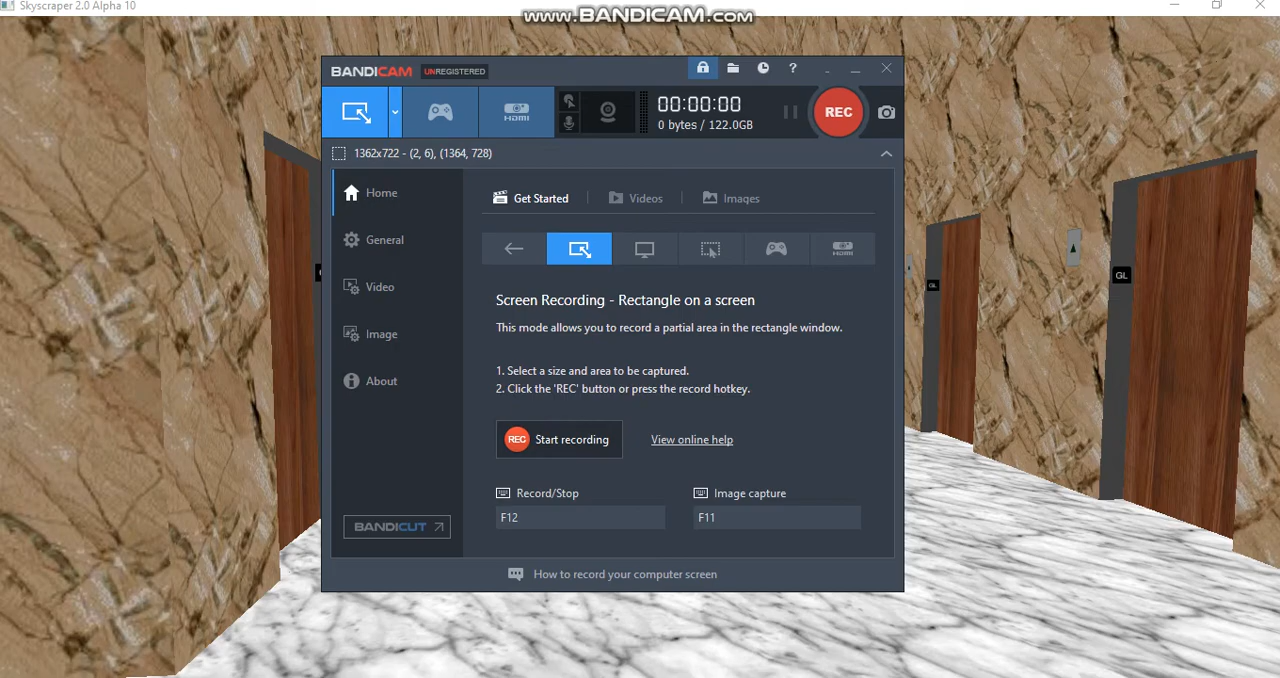 Skyscraper 2.0 Alpha 10
www.BANDICAM.com
BANDICAM UNREGISTERED
?
HDMI
00:00:00
0 bytes / 122.0GB
REC
1362x722 - (2, 6), (1364, 728)
Home
General
Video
Image
About
BANDICUT
Get Started
Videos
Images
HDMI
Screen Recording - Rectangle on a screen
This mode allows you to record a partial area in the rectangle window.
1. Select a size and area to be captured.
2. Click the 'REC' button or press the record hotkey.
REC Start recording
View online help
Record/Stop
Image capture
F12
F11
How to record your computer screen
GL
GL